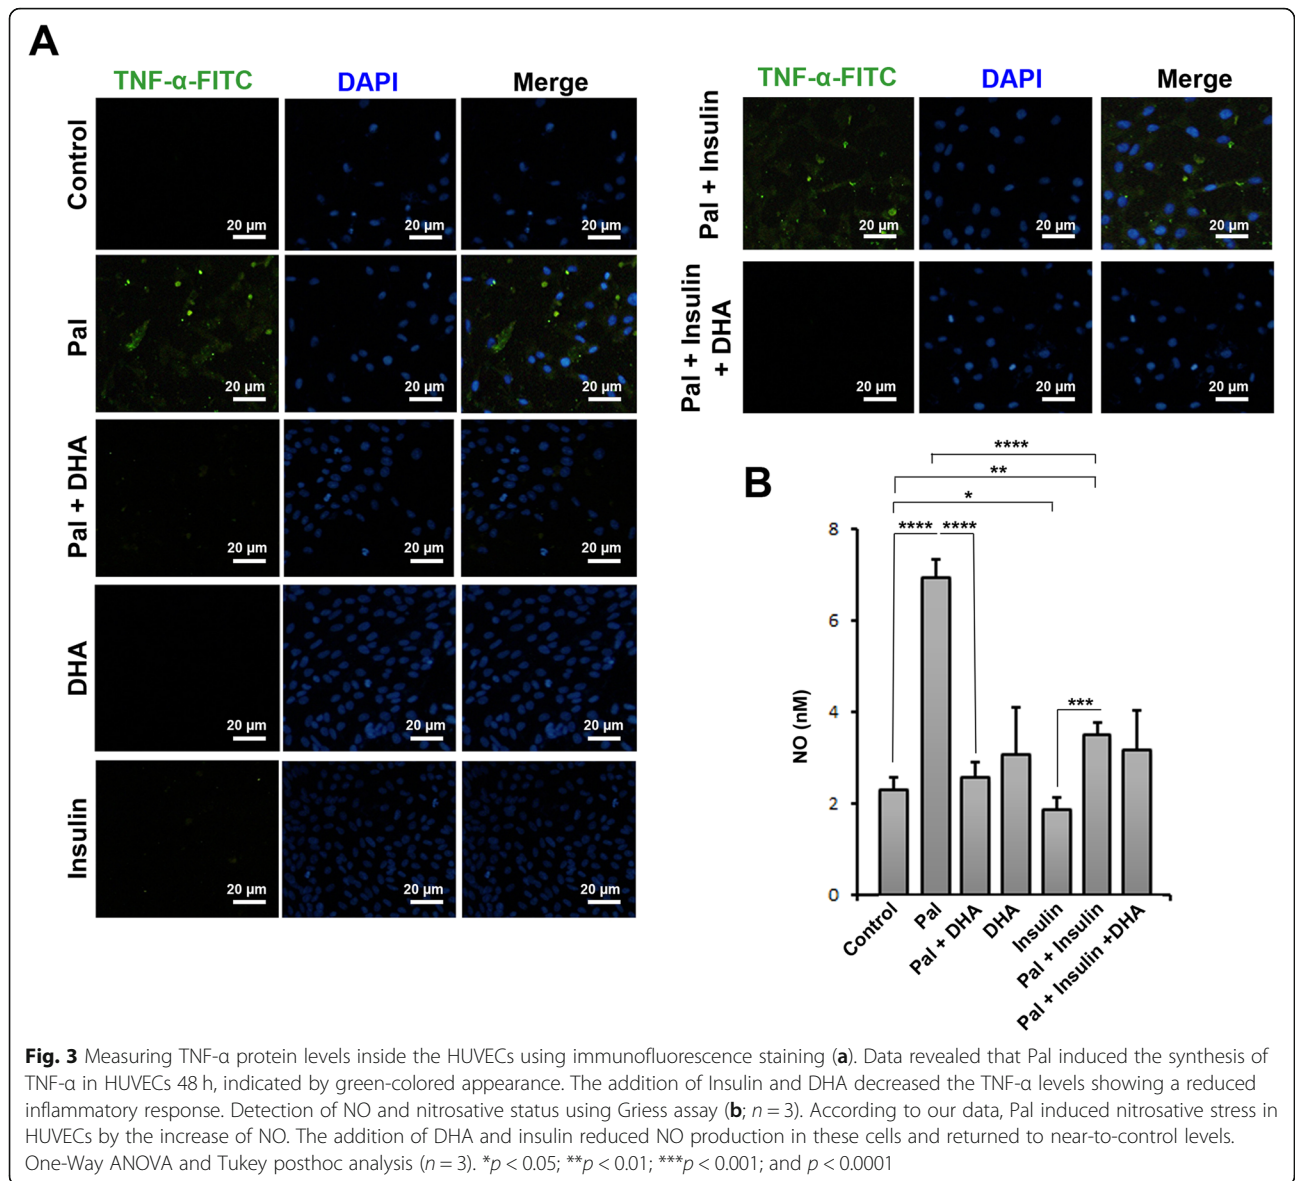 A
TNF-α-FITC DAPI Merge
Control
20 µm 20 µm 20 µm
Pal
20 µm 20 µm 20 µm
Pal + DHA
20 µm 20 µm 20 µm
DHA
20 µm 20 µm 20 µm
Insulin
20 µm 20 µm 20 µm
TNF-α-FITC DAPI Merge
Pal + Insulin
20 µm 20 µm 20 µm
Pal + Insulin
+ DHA
20 µm 20 µm 20 µm
B
****
**
*
**** ****
***
8
6
4
2
0
NO (nM)
Control
Pal
Pal + DHA
DHA
Insulin
Pal + Insulin
Pal + Insulin +DHA
Fig. 3 Measuring TNF-α protein levels inside the HUVECs using immunofluorescence staining (a). Data revealed that Pal induced the synthesis of
TNF-α in HUVECs 48 h, indicated by green-colored appearance. The addition of Insulin and DHA decreased the TNF-α levels showing a reduced
inflammatory response. Detection of NO and nitrosative status using Griess assay (b; n = 3). According to our data, Pal induced nitrosative stress in
HUVECs by the increase of NO. The addition of DHA and insulin reduced NO production in these cells and returned to near-to-control levels.
One-Way ANOVA and Tukey posthoc analysis (n = 3). *p < 0.05; **p < 0.01; ***p < 0.001; and p < 0.0001